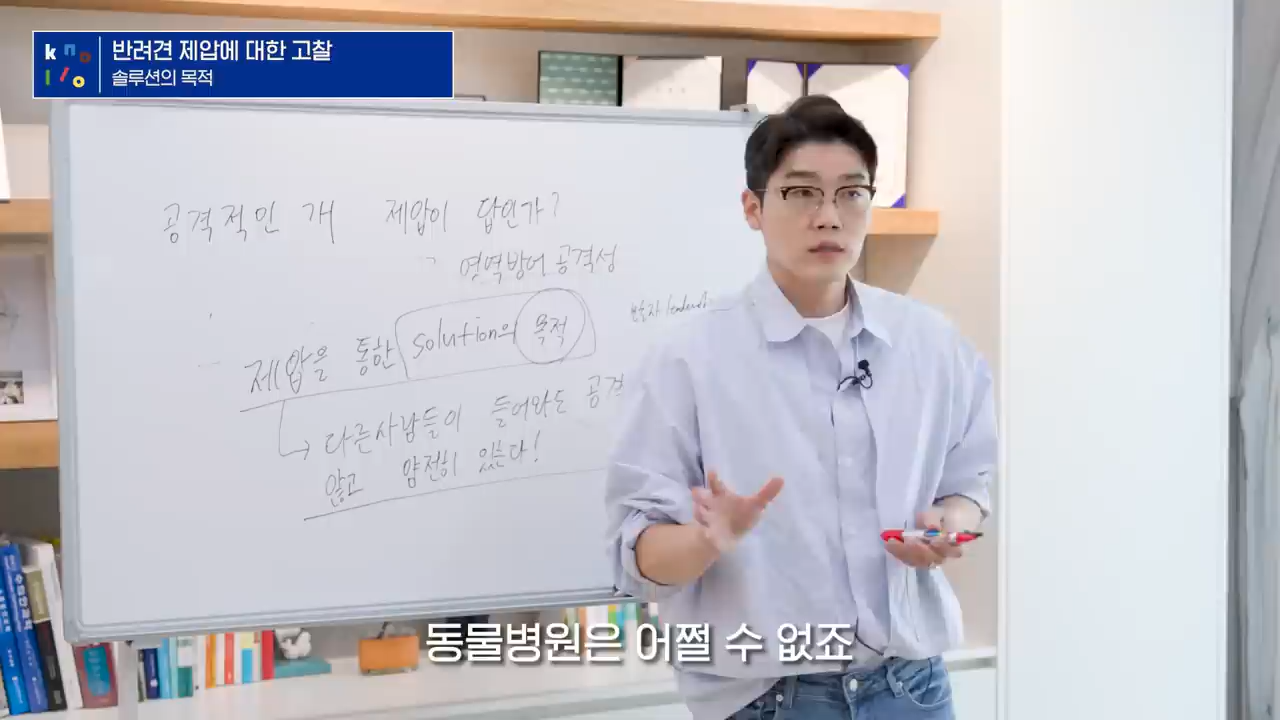 knollo
반려견 제압에 대한 고찰
솔루션의 목적
공격적인 개 제압이 답인가?
영역방어 공격성
제압을 통한 solution의 목적
다른사람들이 들어와도 공격
않고 얌전히 있는다!
동물병원은 어쩔 수 없죠